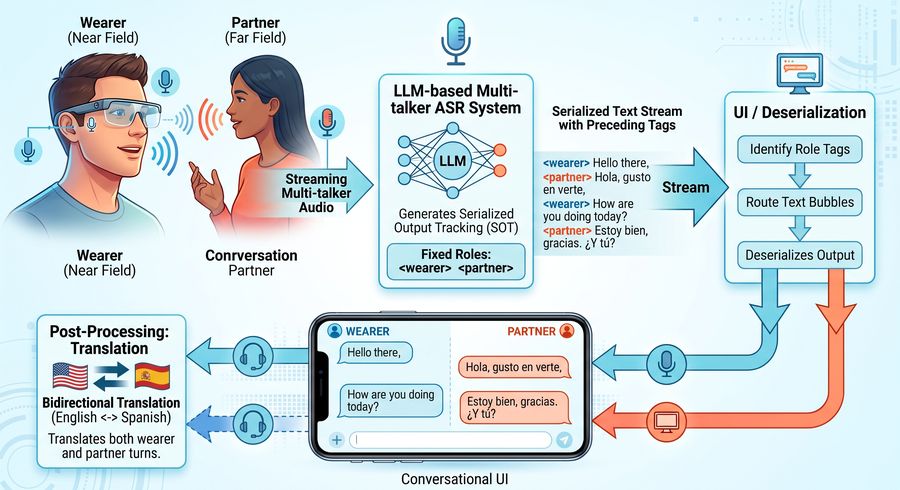 Wearer
(Near Field)
Partner
(Far Field)
Streaming
Multi-talker
Audio
Wearer
(Near Field)
Conrversation
Partner
LLM-based Multi-
talker ASR System
LLM
Generates Serialized
Output Tracking (SOT)
Fixed Roles:
<wearer> <partner>
Serialized Text Stream
with Preceding Tags
<wearer> Hello there,
<partner> Hola, gusto
en verte,
<wearer> How are
you doing today?
<partner> Estoy bien,
gracias. ¿Y tú?
Stream
UI / Deserialization
Identify Role Tags
Route Text Bubbles
Deserializes Output
Post-Processing:
Translation
Bidirectional Translation
(English <-> Spanish)
Translates both wearer
and partner turns.
WEARER
PARTNER
Hello there,
Hola, gusto en verte,
How are you doing
today?
Estoy bien, gracias.
¿Y tú?
Conversational UI